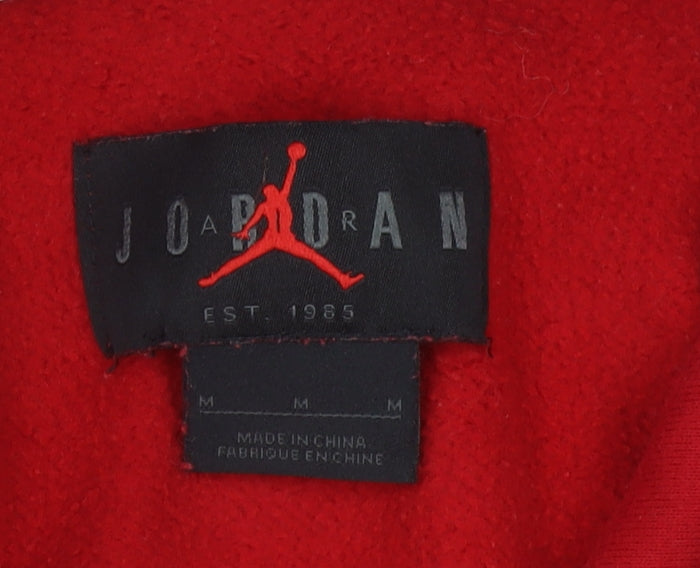 JORDAN
AIR
EST. 1985
M M M
MADE IN CHINA
FABRIQUE EN CHINE